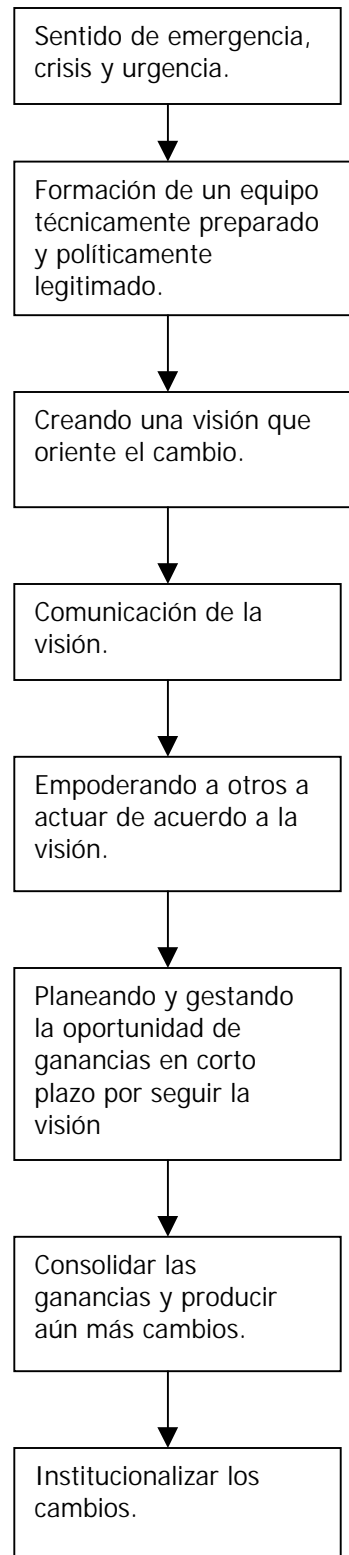 Sentido de emergencia,
crisis y urgencia.
Formación de un equipo
técnicamente preparado
y políticamente
legitimado.
Creando una visión que
oriente el cambio.
Comunicación de la
visión.
Empoderando a otros a
actuar de acuerdo a la
visión.
Planeando y gestando
la oportunidad de
ganancias en corto
plazo por seguir la
visión
Consolidar las
ganancias y producir
aún más cambios.
Institucionalizar los
cambios.